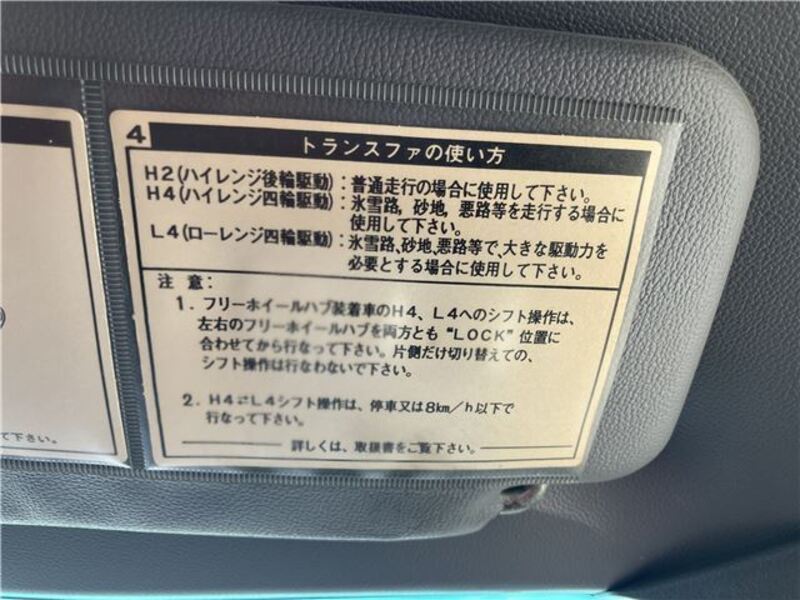 4
トランスファの使い方
H2(ハイレンジ後輪駆動):普通走行の場合に使用して下さい。
H4(ハイレンジ四輪駆動):氷雪路, 砂地, 悪路等を走行する場合に
使用して下さい。
L4(ローレンジ四輪駆動):氷雪路、砂地、悪路等で、大きな駆動力を
必要とする場合に使用して下さい。
注 意:
1. フリーホイールハブ装着車のH4、L4へのシフト操作は、
左右のフリーホイールハブを両方とも “LOCK” 位置に
合わせてから行なって下さい。片側だけ切り替えての、
シフト操作は行なわないで下さい。
2. H4⇄L4シフト操作は、停車又は8km/h以下で
行なって下さい。
詳しくは、取扱書をご覧下さい。
て下さい。